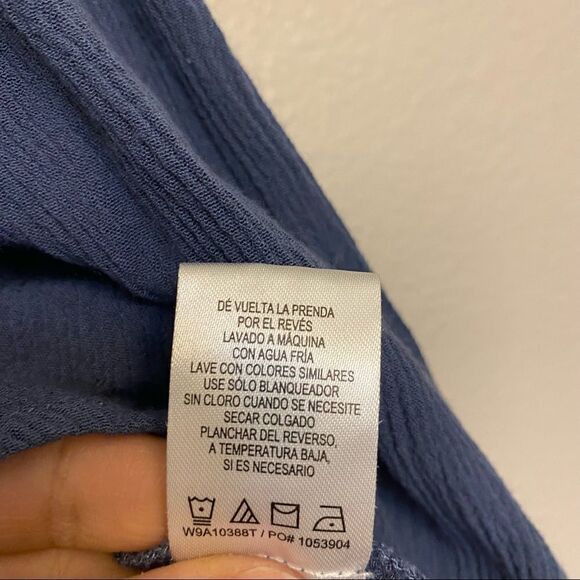 DÉ VUELTA LA PRENDA
POR EL REVÉS
LAVADO A MÁQUINA
CON AGUA FRÍA
LAVE CON COLORES SIMILARES
USE SÓLO BLANQUEADOR
SIN CLORO CUANDO SE NECESITE
SECAR COLGADO
PLANCHAR DEL REVERSO,
A TEMPERATURA BAJA,
SI ES NECESARIO
W9A10388T / PO# 1053904